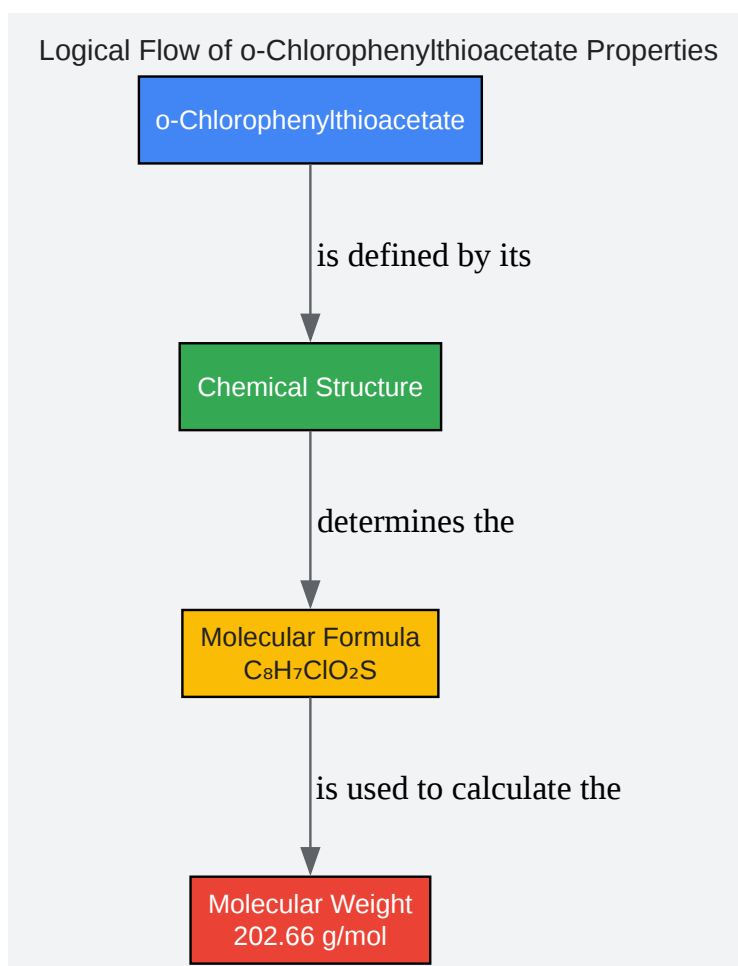 Logical Flow of o-Chlorophenylthioacetate Properties
o-Chlorophenylthioacetate
is defined by its
Chemical Structure
determines the
Molecular Formula
C₈H₇ClO₂S
is used to calculate the
Molecular Weight
202.66 g/mol